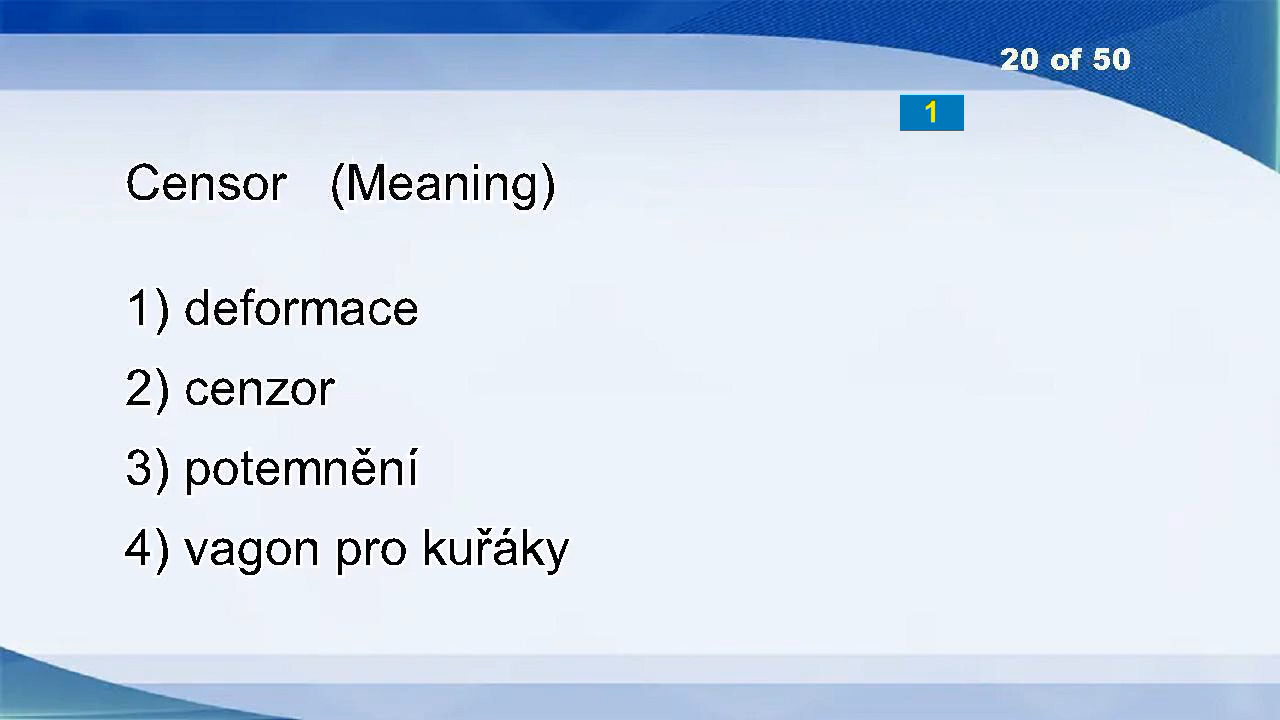 20 of 50
1
Censor (Meaning)
1) deformace
2) cenzor
3) potemnění
4) vagon pro kuřáky